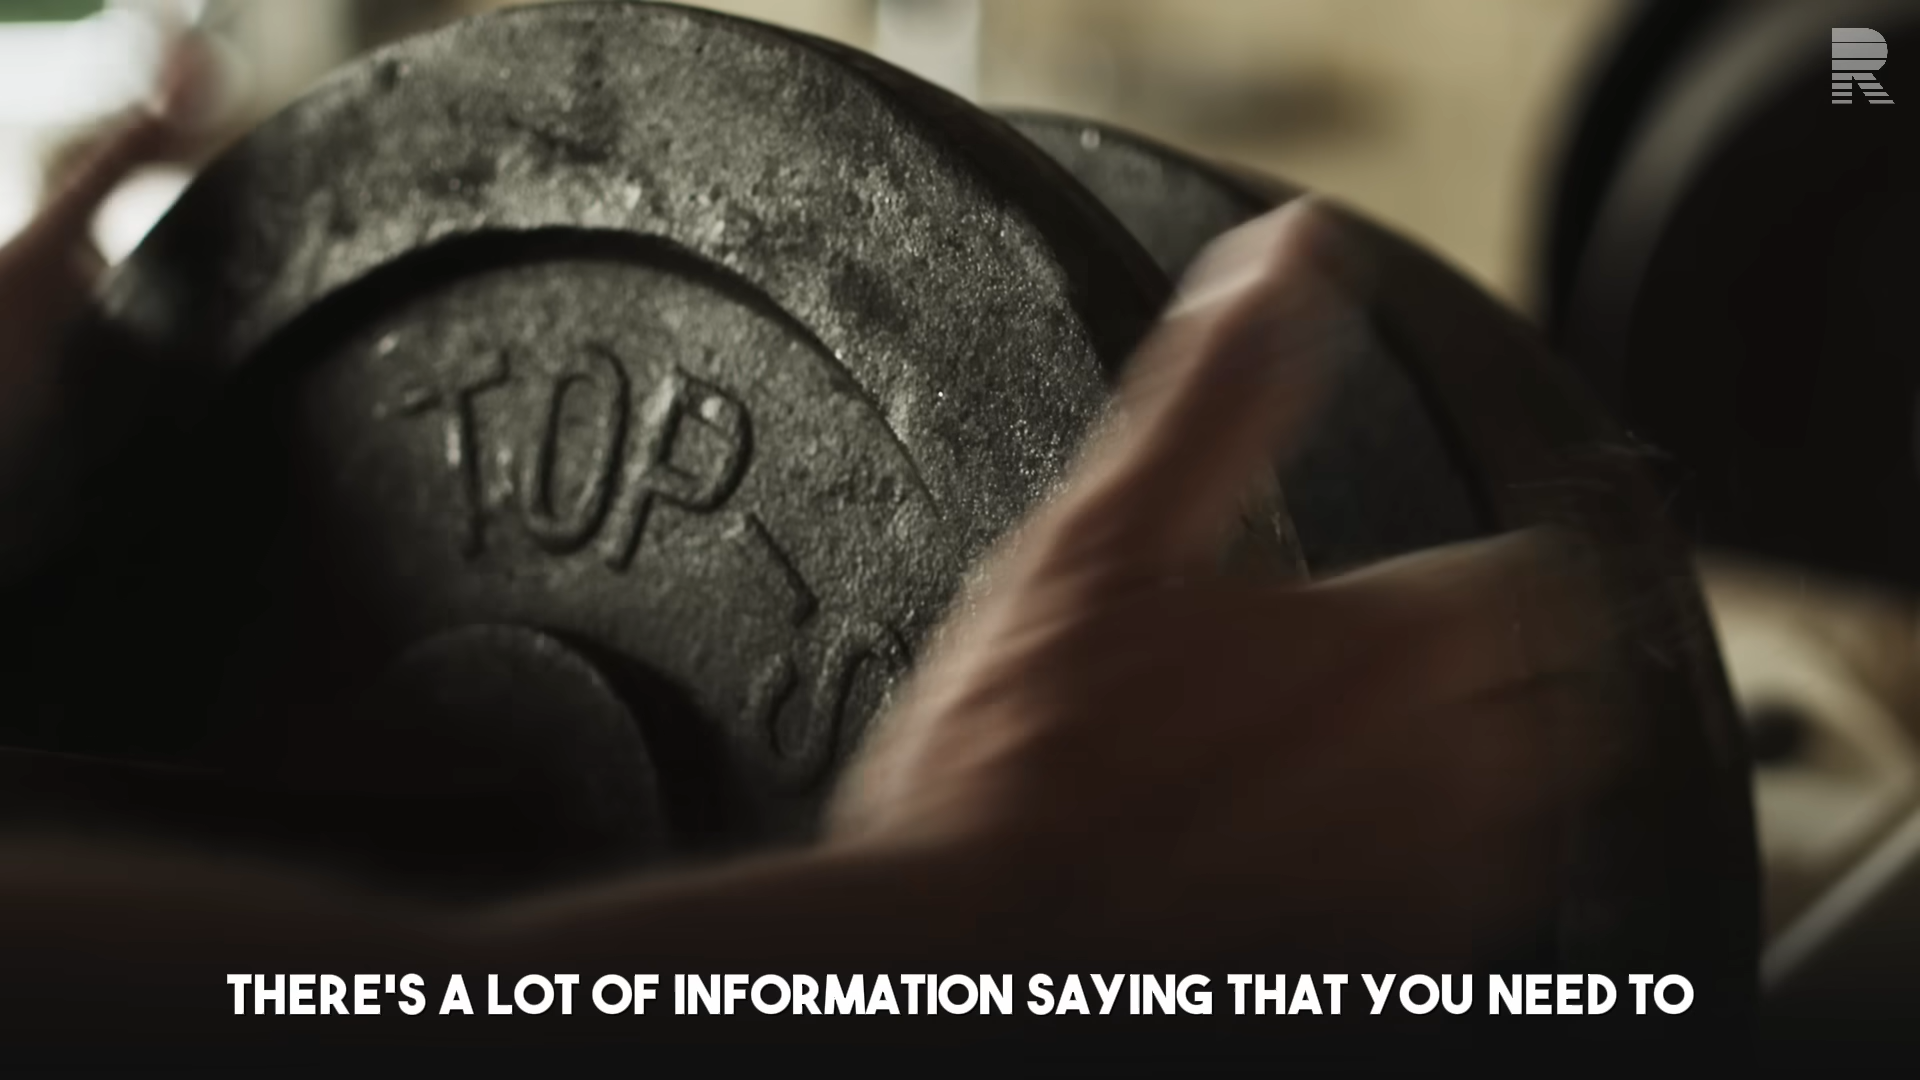 R
TOP
THERE'S A LOT OF INFORMATION SAYING THAT YOU NEED TO